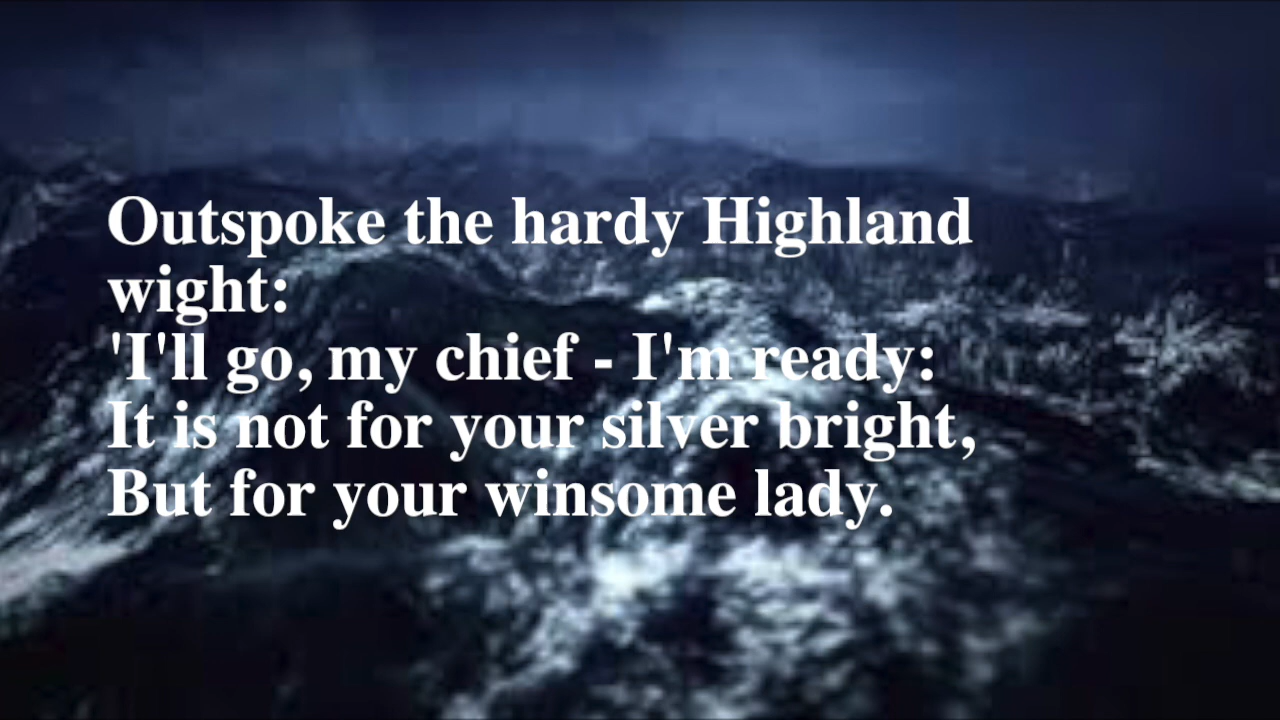 Outspoke the hardy Highland
wight:
'I'll go, my chief - I'm ready:
It is not for your silver bright,
But for your winsome lady.